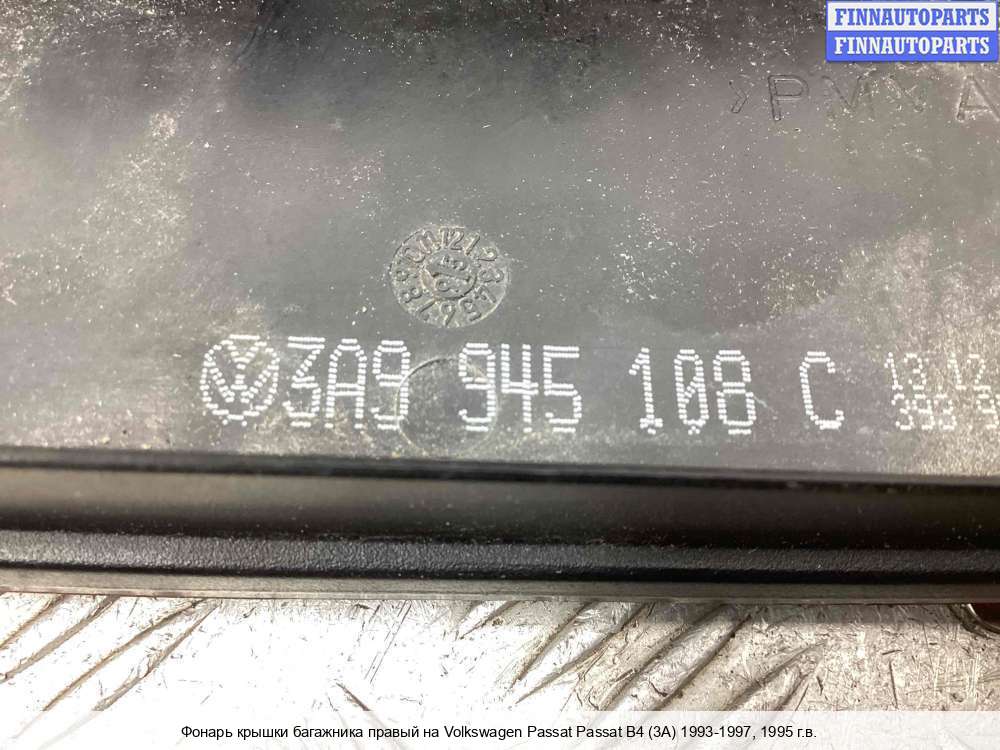 FINNAUTOPARTS
FINNAUTOPARTS
3A9 945 108 C
Фонарь крышки багажника правый на Volkswagen Passat Passat B4 (3A) 1993-1997, 1995 г.в.